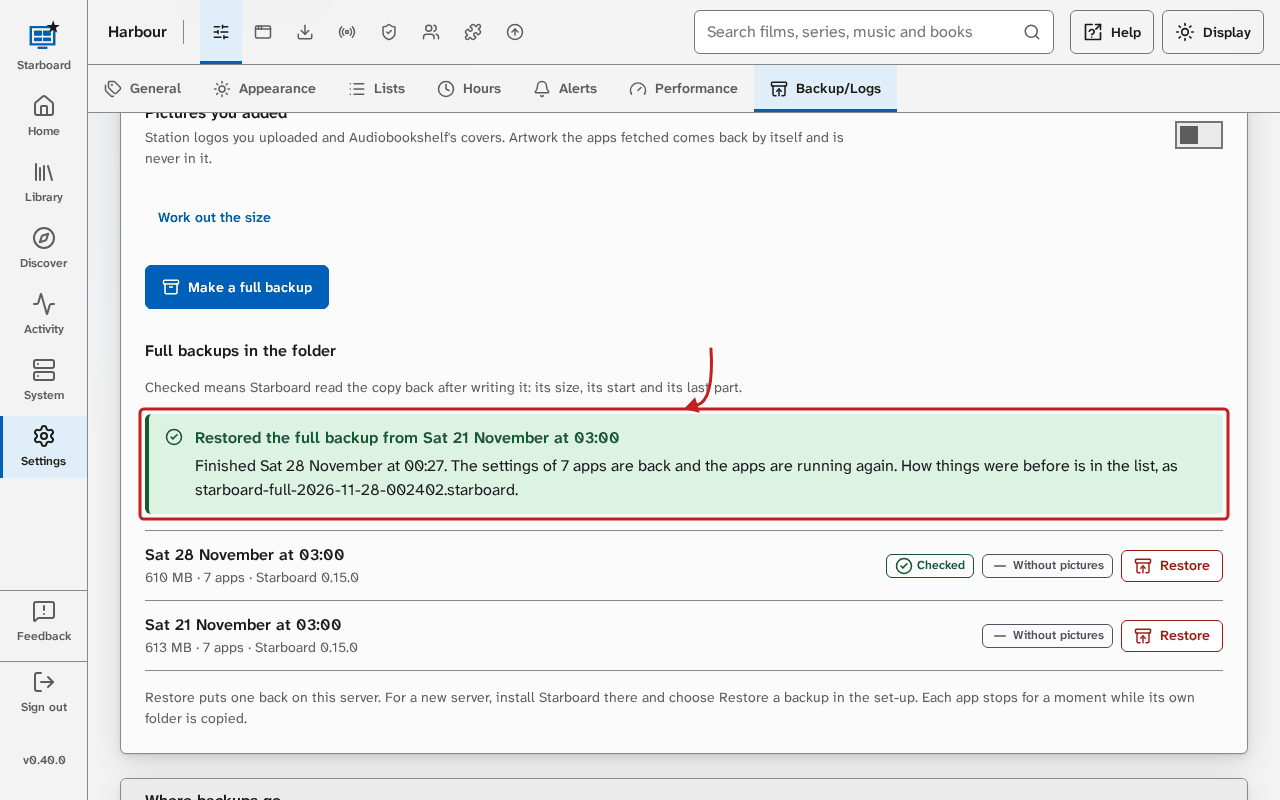 Starboard
Home
Library
Discover
Activity
System
Settings
Feedback
Sign out
v0.40.0
Harbour
Search films, series, music and books
Help
Display
General
Appearance
Lists
Hours
Alerts
Performance
Backup/Logs
Pictures you added
Station logos you uploaded and Audiobookshelf's covers. Artwork the apps fetched comes back by itself and is
never in it.
Work out the size
Make a full backup
Full backups in the folder
Checked means Starboard read the copy back after writing it: its size, its start and its last part.
Restored the full backup from Sat 21 November at 03:00
Finished Sat 28 November at 00:27. The settings of 7 apps are back and the apps are running again. How things were before is in the list, as
starboard-full-2026-11-28-002402.starboard.
Sat 28 November at 03:00
610 MB · 7 apps · Starboard 0.15.0
Checked
Without pictures
Restore
Sat 21 November at 03:00
613 MB · 7 apps · Starboard 0.15.0
Without pictures
Restore
Restore puts one back on this server. For a new server, install Starboard there and choose Restore a backup in the set-up. Each app stops for a moment while its own
folder is copied.
Where backups go